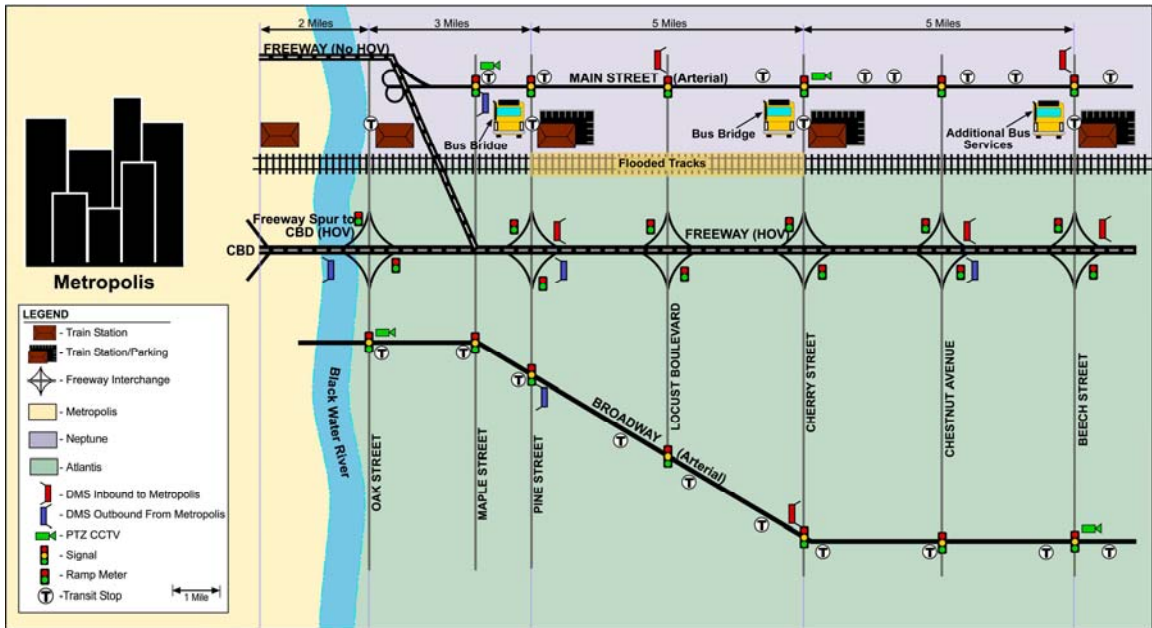 2 Miles
3 Miles
5 Miles
5 Miles
FREEWAY (No HOV)
MAIN STREET (Arterial)
T
T
T
T
T
T
T
T
T
T
T
T
Bus Bridge
Bus Bridge
Additional Bus
Services
Flooded Tracks
Freeway Spur to
CBD (HOV)
FREEWAY (HOV)
CBD
Metropolis
LEGEND
- Train Station
- Train Station/Parking
- Freeway Interchange
- Metropolis
- Neptune
- Atlantis
- DMS Inbound to Metropolis
- DMS Outbound From Metropolis
- PTZ CCTV
- Signal
- Ramp Meter
T -Transit Stop
1 Mile
Black Water River
OAK STREET
MAPLE STREET
PINE STREET
BROADWAY
(Arterial)
LOCUST BOULEVARD
CHERRY STREET
CHESTNUT AVENUE
BEECH STREET
T
T
T
T
T
T
T
T
T
T